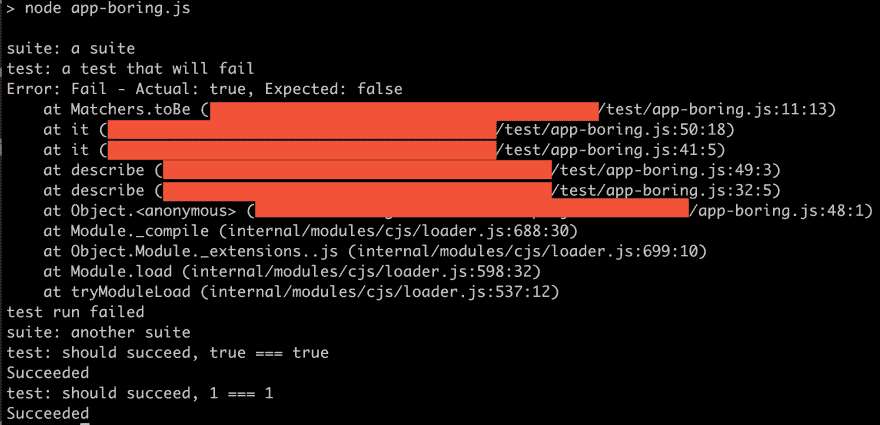 > node app-boring.js
suite: a suite
test: a test that will fail
Error: Fail - Actual: true, Expected: false
at Matchers.toBe (/test/app-boring.js:11:13)
at it (/test/app-boring.js:50:18)
at it (/test/app-boring.js:41:5)
at describe (/test/app-boring.js:49:3)
at describe (/test/app-boring.js:32:5)
at Object.<anonymous> (/app-boring.js:48:1)
at Module._compile (internal/modules/cjs/loader.js:688:30)
at Object.Module._extensions..js (internal/modules/cjs/loader.js:699:10)
at Module.load (internal/modules/cjs/loader.js:598:32)
at tryModuleLoad (internal/modules/cjs/loader.js:537:12)
test run failed
suite: another suite
test: should succeed, true === true
Succeeded
test: should succeed, 1 === 1
Succeeded